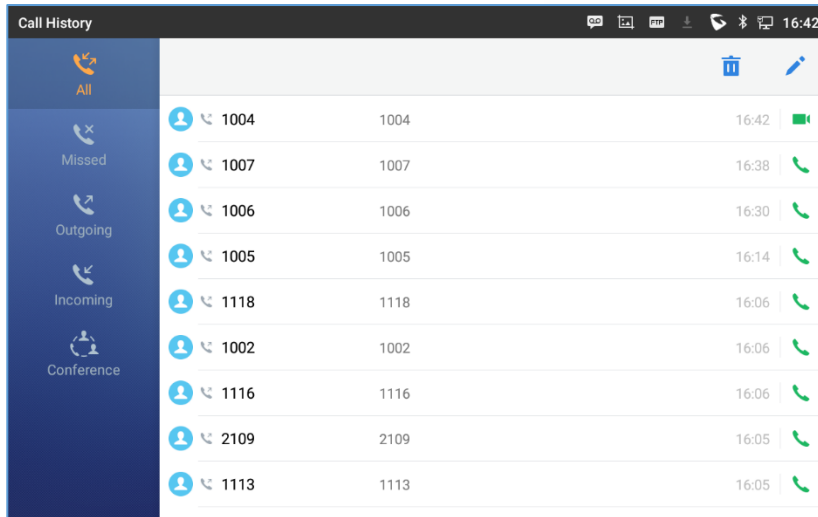 Call History FTP 16:42
All
Missed
Outgoing
Incoming
Conference
1004 1004 16:42
1007 1007 16:38
1006 1006 16:30
1005 1005 16:14
1118 1118 16:06
1002 1002 16:06
1116 1116 16:06
2109 2109 16:05
1113 1113 16:05